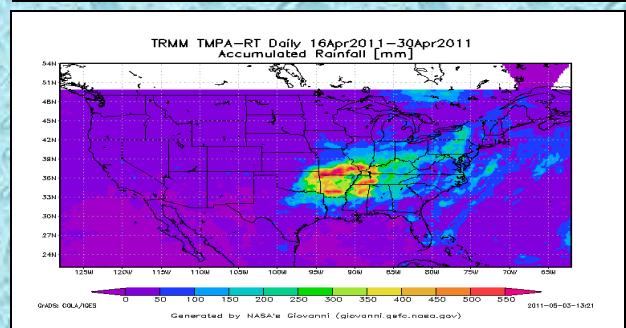 TRMM TMPA-RT Daily 16Apr2011-30Apr2011
Accumulated Rainfall [mm]
54N
51N
48N
45N
42N
39N
36N
33N
30N
27N
24N
125W 120W 115W 110W 105W 100W 95W 90W 85W 80W 75W 70W 65W
0 50 100 150 200 250 300 350 400 450 500 550
GrADS: COLA/IGES 2011-05-03-13:21
Generated by NASA's Giovanni (giovanni.gsfc.nasa.gov)